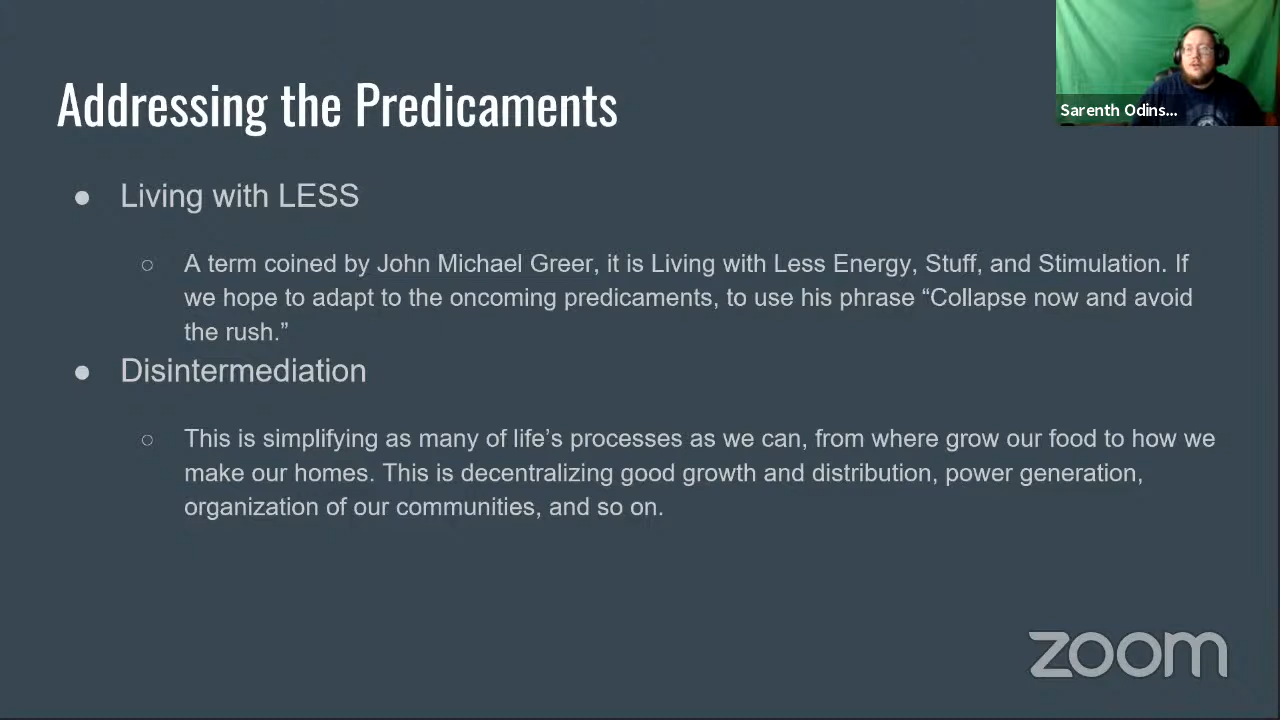 Addressing the Predicaments
Sarenth Odins...
● Living with LESS
○ A term coined by John Michael Greer, it is Living with Less Energy, Stuff, and Stimulation. If
we hope to adapt to the oncoming predicaments, to use his phrase “Collapse now and avoid
the rush.”
● Disintermediation
○ This is simplifying as many of life’s processes as we can, from where grow our food to how we
make our homes. This is decentralizing good growth and distribution, power generation,
organization of our communities, and so on.
zoom